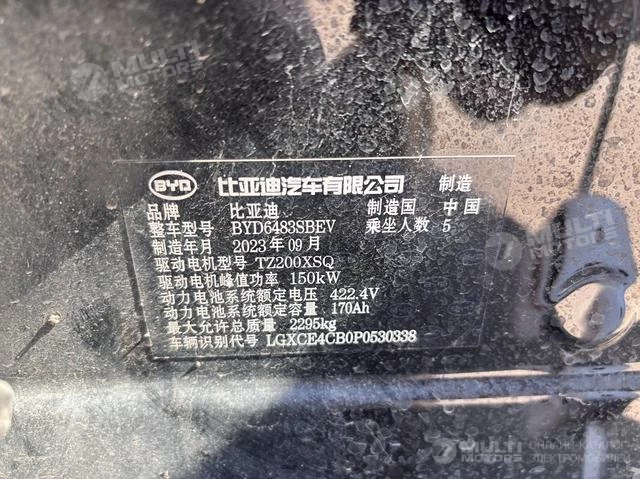 MULTI MOTORS
BYD 比亚迪汽车有限公司 制造
品牌 比亚迪 制造国 中国
整车型号 BYD6483SBEV 乘坐人数 5
制造年月 2023年09月
驱动电机型号 TZ200XSQ
驱动电机峰值功率 150kW
动力电池系统额定电压 422.4V
动力电池系统额定容量 170Ah
最大允许总质量 2295kg
车辆识别代号 LGXCE4CB0P0530338
MULTI MOTORS
ОНЛАЙН-КАТАЛОГ
ЭЛЕКТРОМОБИЛЕЙ